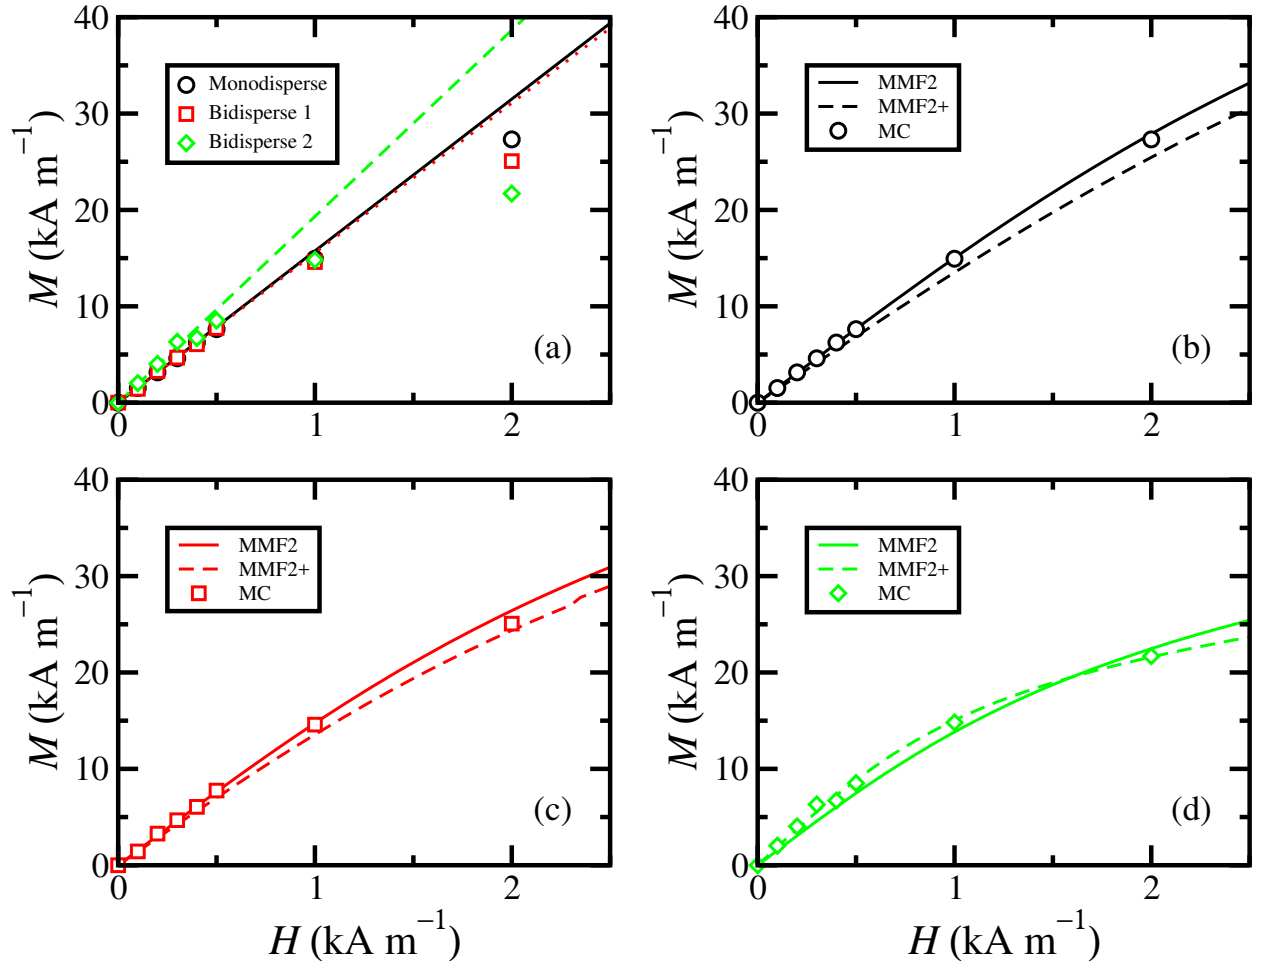 40
30
20
10
0
M (kA m⁻¹)
Monodisperse
Bidisperse 1
Bidisperse 2
(a)
0
1
2
40
30
20
10
0
M (kA m⁻¹)
MMF2
MMF2+
MC
(b)
0
1
2
40
30
20
10
0
M (kA m⁻¹)
MMF2
MMF2+
MC
(c)
0
1
2
H (kA m⁻¹)
40
30
20
10
0
M (kA m⁻¹)
MMF2
MMF2+
MC
(d)
0
1
2
H (kA m⁻¹)